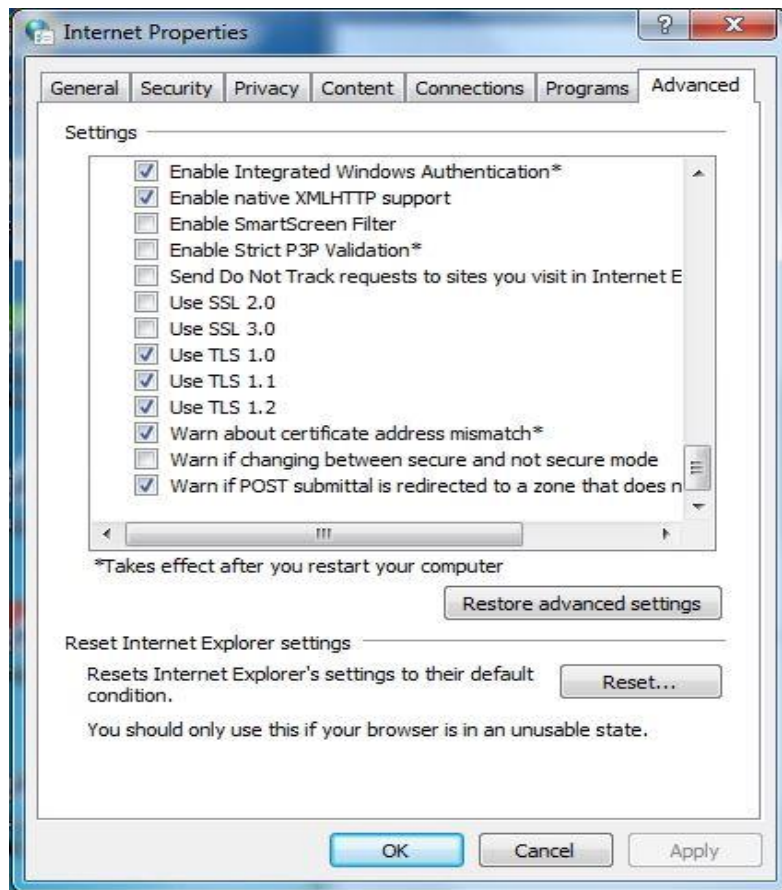 Internet Properties
General Security Privacy Content Connections Programs Advanced
Settings
Enable Integrated Windows Authentication*
Enable native XMLHTTP support
Enable SmartScreen Filter
Enable Strict P3P Validation*
Send Do Not Track requests to sites you visit in Internet E
Use SSL 2.0
Use SSL 3.0
Use TLS 1.0
Use TLS 1.1
Use TLS 1.2
Warn about certificate address mismatch*
Warn if changing between secure and not secure mode
Warn if POST submittal is redirected to a zone that does n
*Takes effect after you restart your computer
Restore advanced settings
Reset Internet Explorer settings
Resets Internet Explorer's settings to their default
condition.
Reset...
You should only use this if your browser is in an unusable state.
OK Cancel Apply